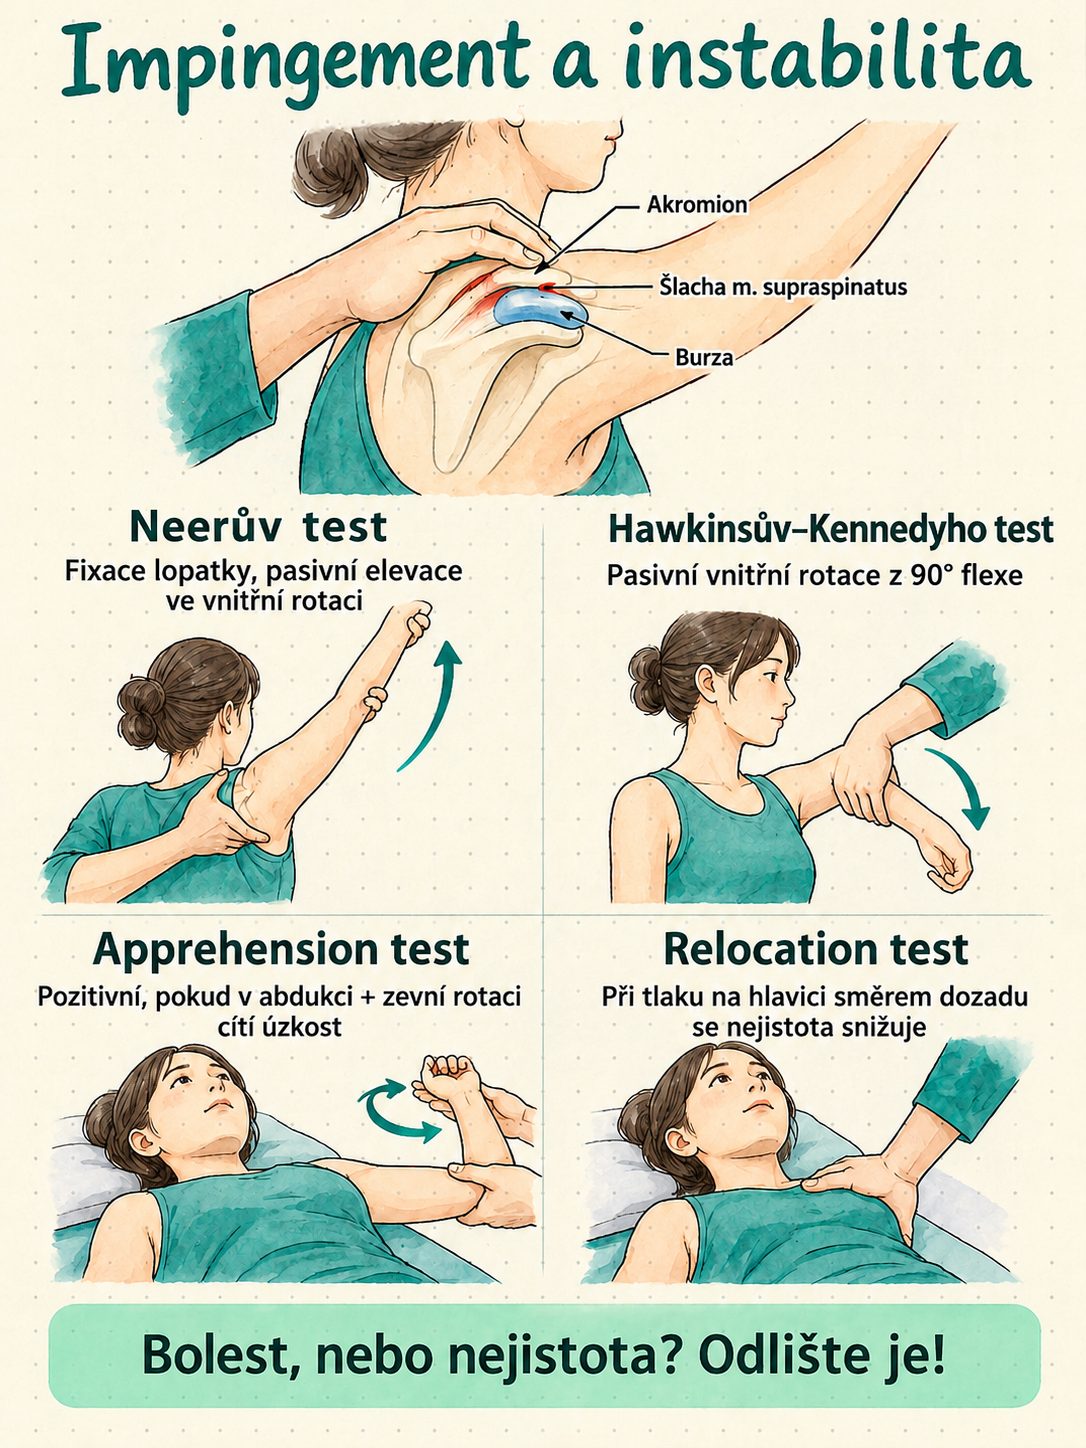 Impingement a instabilita
Akromion
Šlacha m. supraspinatus
Burza
Neerův test
Fixace lopatky, pasivní elevace
ve vnitřní rotaci
Hawkinsův–Kennedyho test
Pasivní vnitřní rotace z 90° flexe
Apprehension test
Pozitivní, pokud v abdukci + zevní rotaci
cítí úzkost
Relocation test
Při tlaku na hlavici směrem dozadu
se nejistota snižuje
Bolest, nebo nejistota? Odlište je!